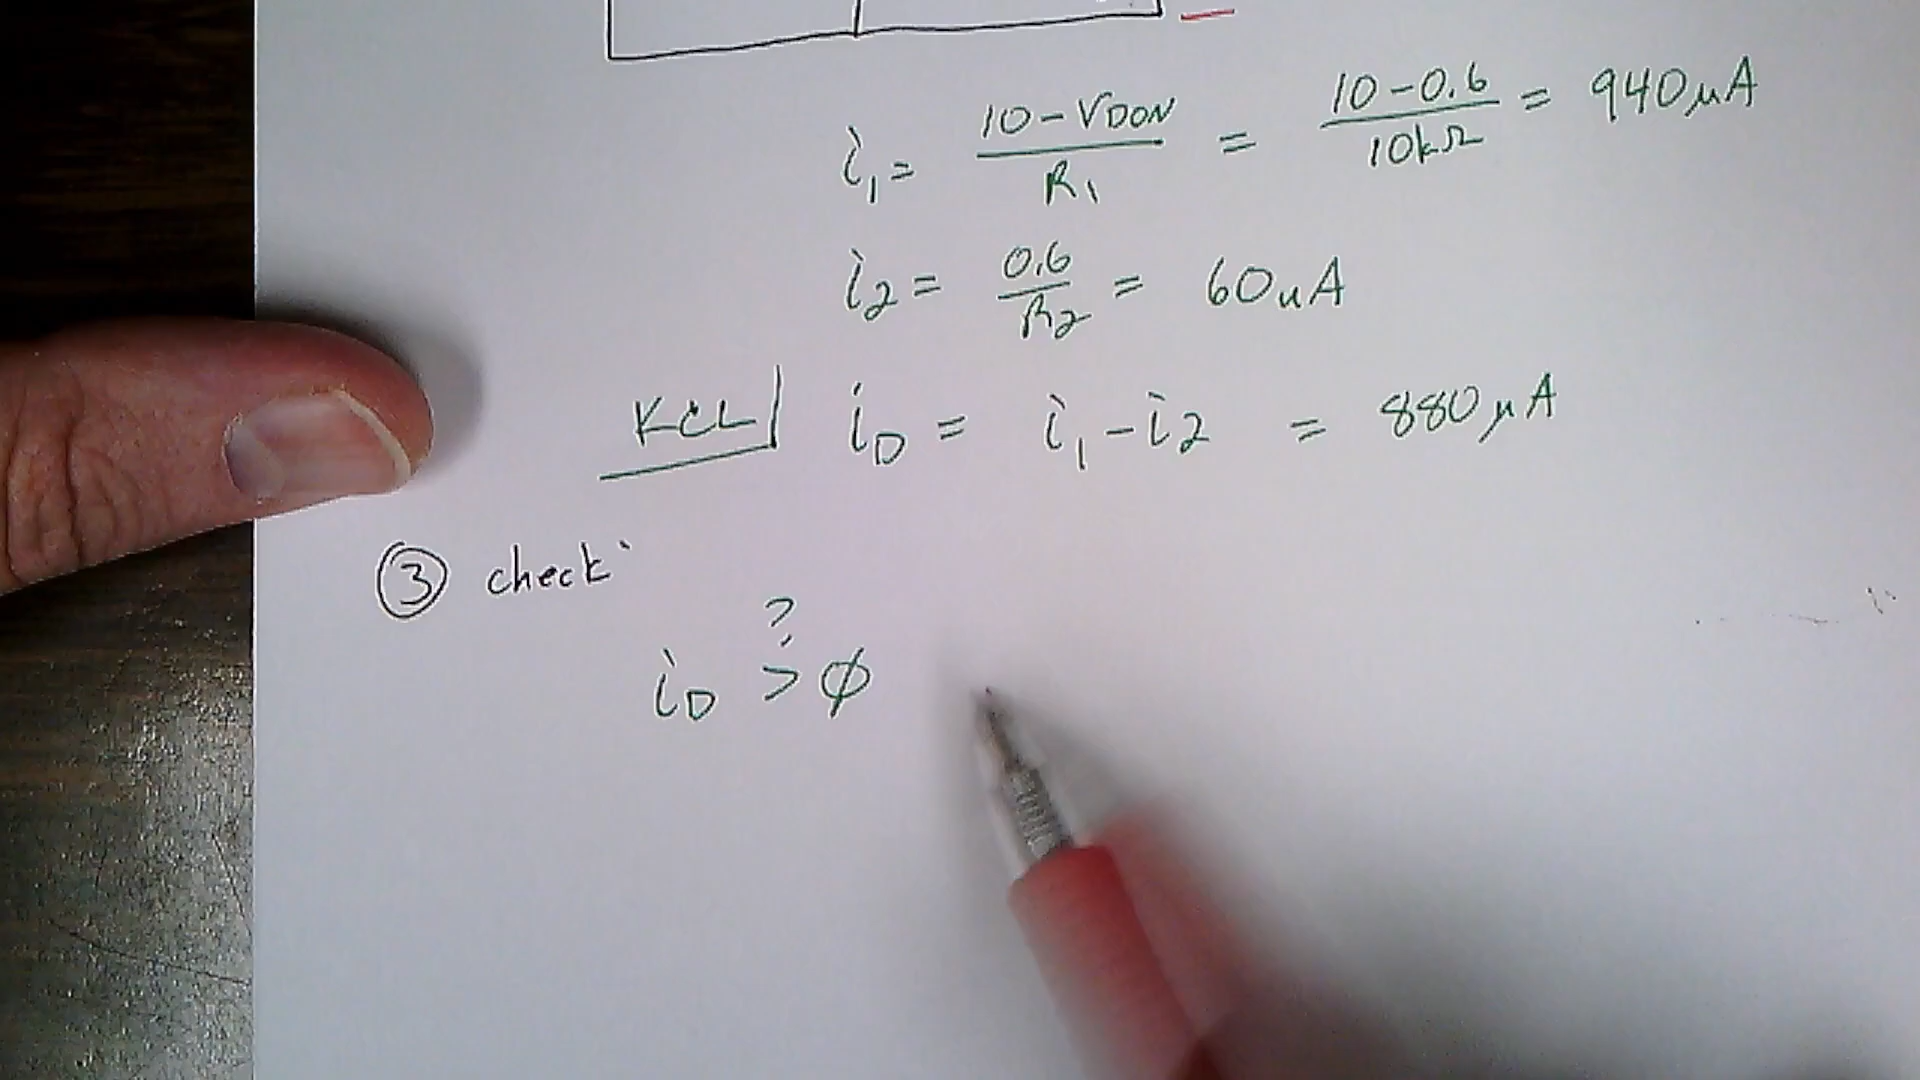 i₁ = (10 - VDON)/R₁ = (10 - 0.6)/10kΩ = 940μA
i₂ = 0.6/R₂ = 60uA
KCL iD = i₁ - i₂ = 880μA
③ check
?
iD > ∅